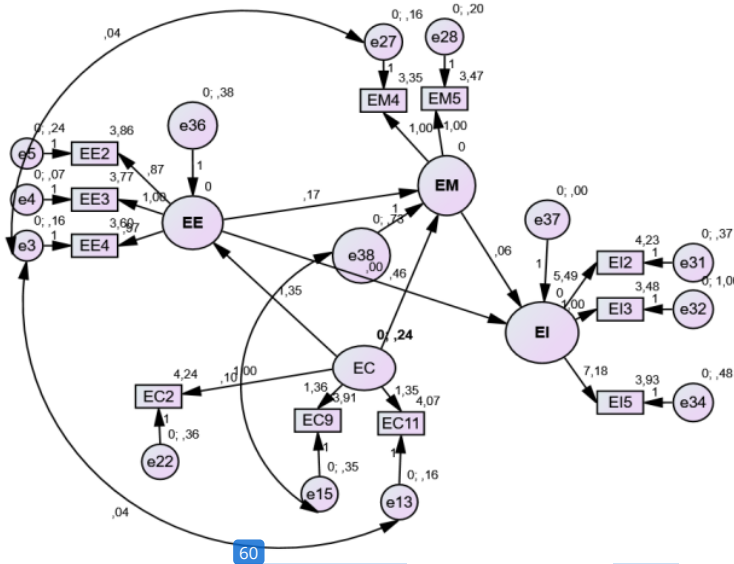 0; ,16
0; ,20
,04
e27
e28
1
1
3,35
3,47
0; ,38
EM4
EM5
e36
0; ,24
3,86
1,00
1,00
e5
1
EE2
,87
1
0
e4
0; ,07
1
3,77
EE3
1,00
0
EM
0; ,00
e37
EE
,17
1
0; ,73
0; ,16
3,60
,97
e3
1
EE4
e38
,00
,46
,06
1
4,23
0; ,37
EI2
1
e31
5,49
0
1,35
3,48
0; 1,00
1,00
EI3
1
e32
EI
0; ,24
EC
4,24
,10
1,00
1,36
3,91
1,35
4,07
7,18
3,93
0; ,48
EC2
EI5
1
e34
EC9
EC11
1
0; ,36
1
1
e22
0; ,35
0; ,16
e15
e13
,04
60